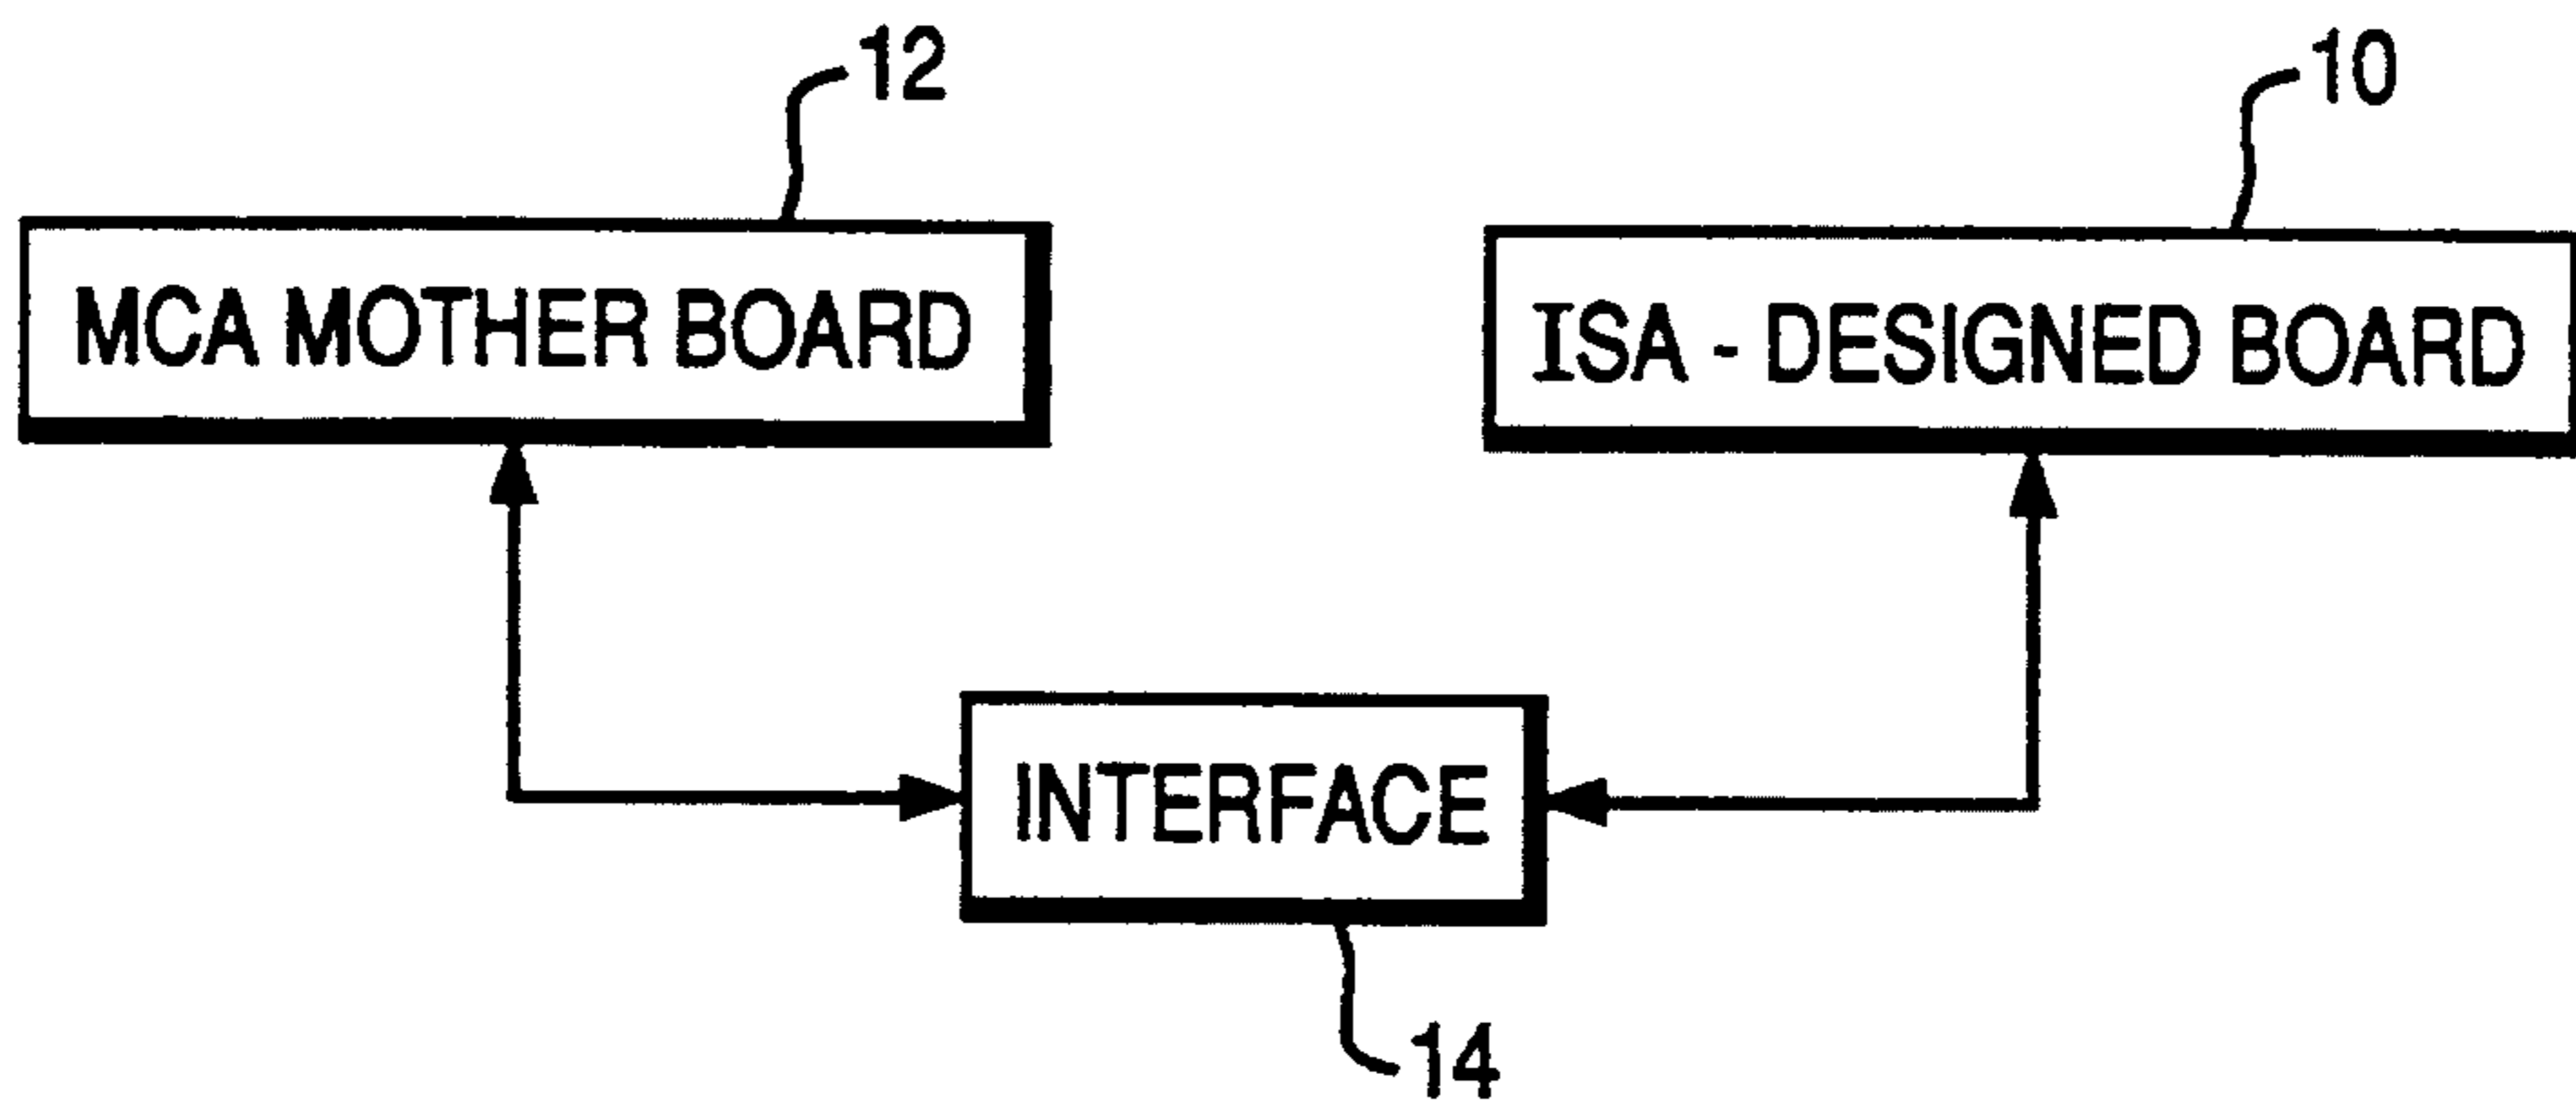 12
10
MCA MOTHER BOARD
ISA - DESIGNED BOARD
INTERFACE
14